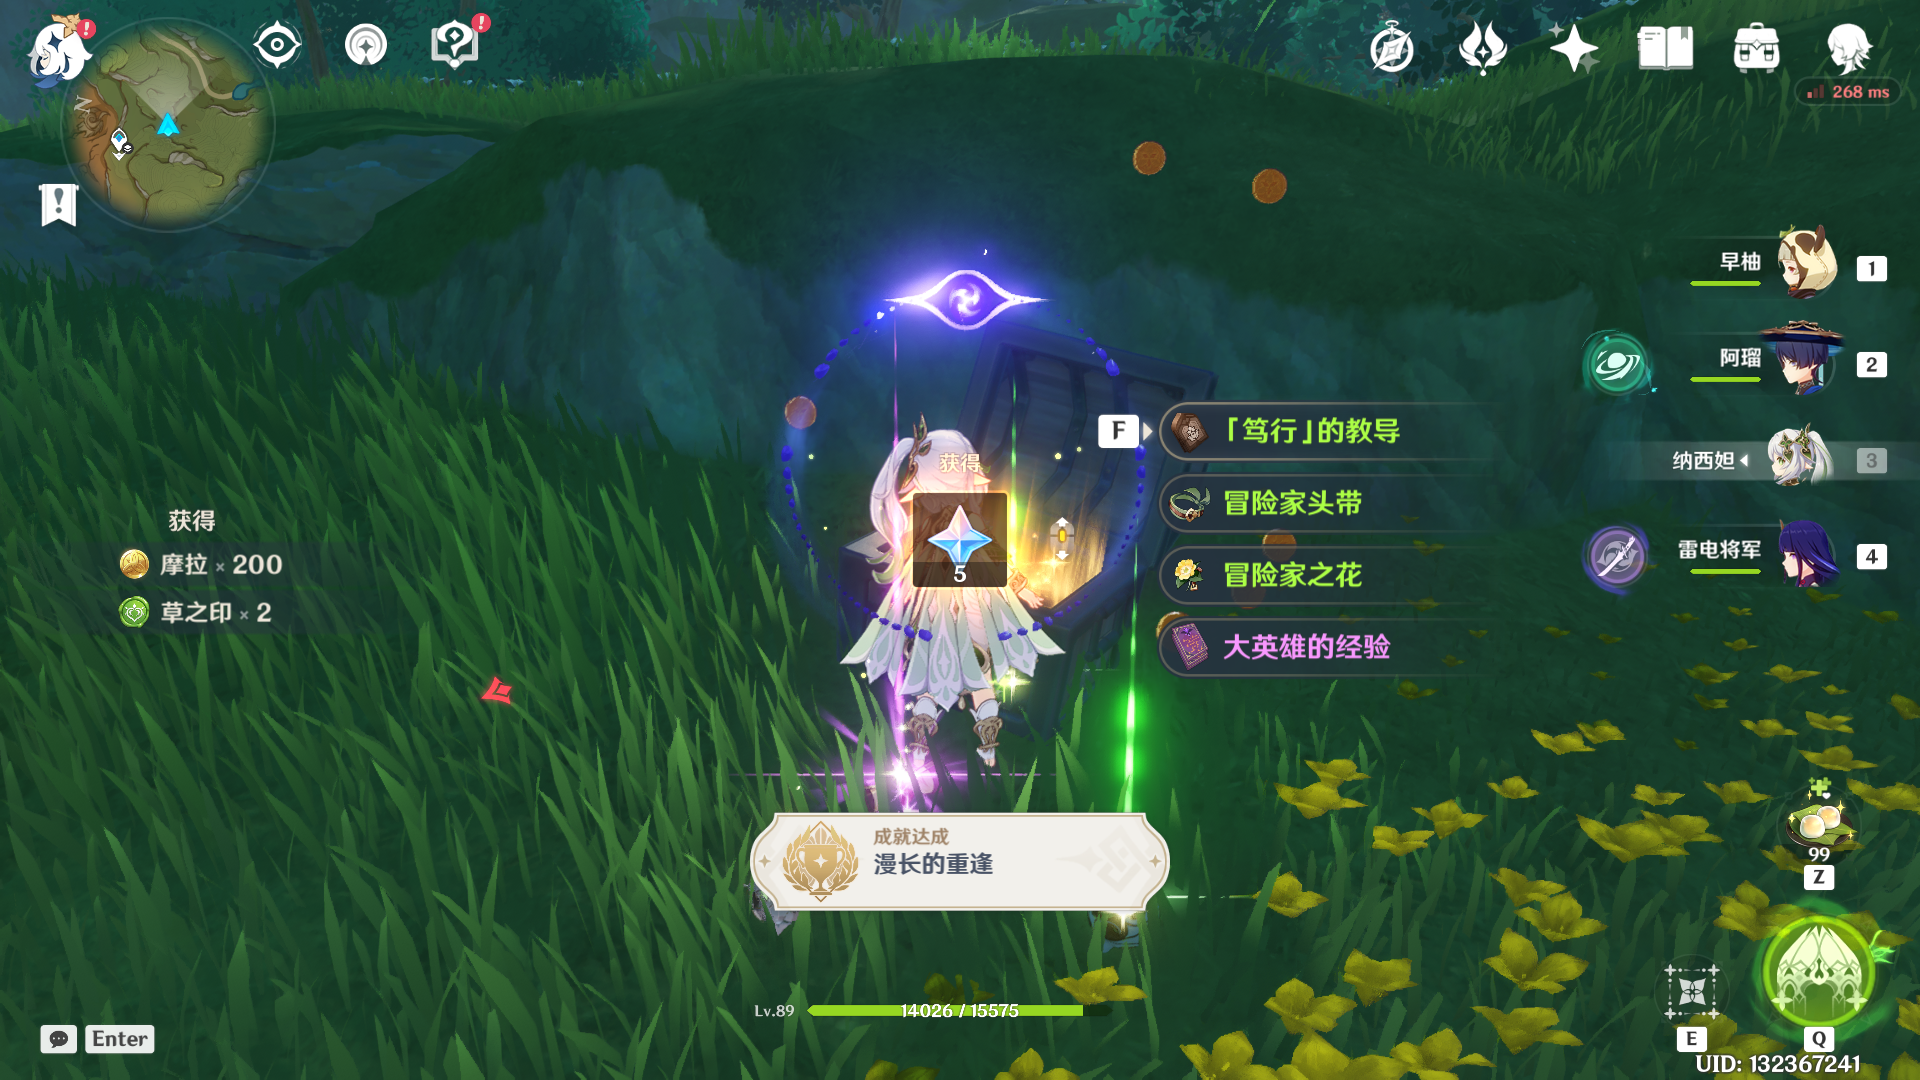 N
268 ms
早柚
1
阿瑠
2
F
「笃行」的教导
纳西妲
3
获得
冒险家头带
获得
摩拉 × 200
草之印 × 2
5
冒险家之花
雷电将军
4
大英雄的经验
成就达成
漫长的重逢
99
Z
Lv.89
14026 / 15575
Enter
E
Q
UID: 132367241